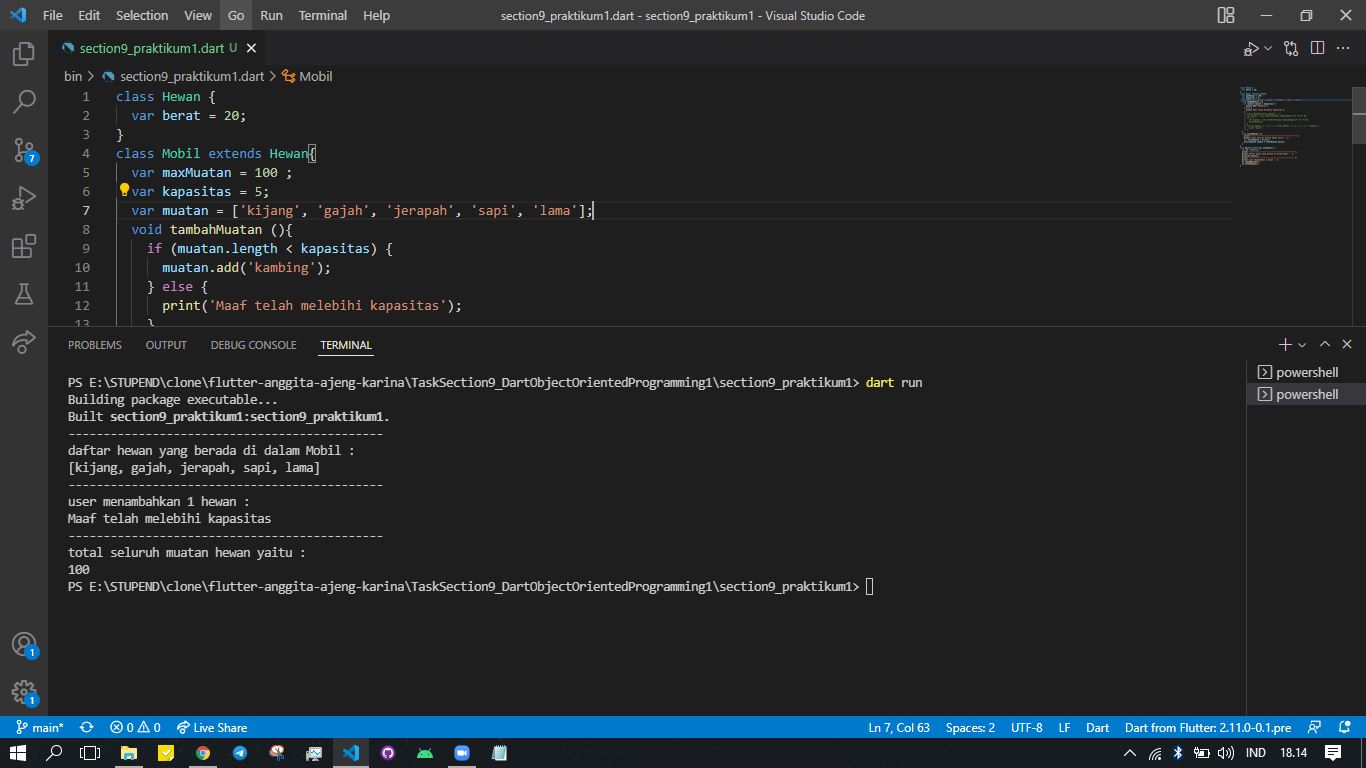 File Edit Selection View Go Run Terminal Help section9_praktikum1.dart - section9_praktikum1 - Visual Studio Code
section9_praktikum1.dart U
bin > section9_praktikum1.dart > Mobil
1 class Hewan {
2 var berat = 20;
3 }
4 class Mobil extends Hewan{
5 var maxMuatan = 100 ;
6 var kapasitas = 5;
7 var muatan = ['kijang', 'gajah', 'jerapah', 'sapi', 'lama'];
8 void tambahMuatan (){
9 if (muatan.length < kapasitas) {
10 muatan.add('kambing');
11 } else {
12 print('Maaf telah melebihi kapasitas');
13 }
PROBLEMS OUTPUT DEBUG CONSOLE TERMINAL
PS E:\STUPEND\clone\flutter-anggita-ajeng-karina\TaskSection9_DartObjectOrientedProgramming1\section9_praktikum1> dart run
Building package executable...
Built section9_praktikum1:section9_praktikum1.
---------------------------------------------
daftar hewan yang berada di dalam Mobil :
[kijang, gajah, jerapah, sapi, lama]
---------------------------------------------
user menambahkan 1 hewan :
Maaf telah melebihi kapasitas
---------------------------------------------
total seluruh muatan hewan yaitu :
100
PS E:\STUPEND\clone\flutter-anggita-ajeng-karina\TaskSection9_DartObjectOrientedProgramming1\section9_praktikum1>
powershell
powershell
7
1
1
main* 0 0 Live Share Ln 7, Col 63 Spaces: 2 UTF-8 LF Dart Dart from Flutter: 2.11.0-0.1.pre
IND 18.14